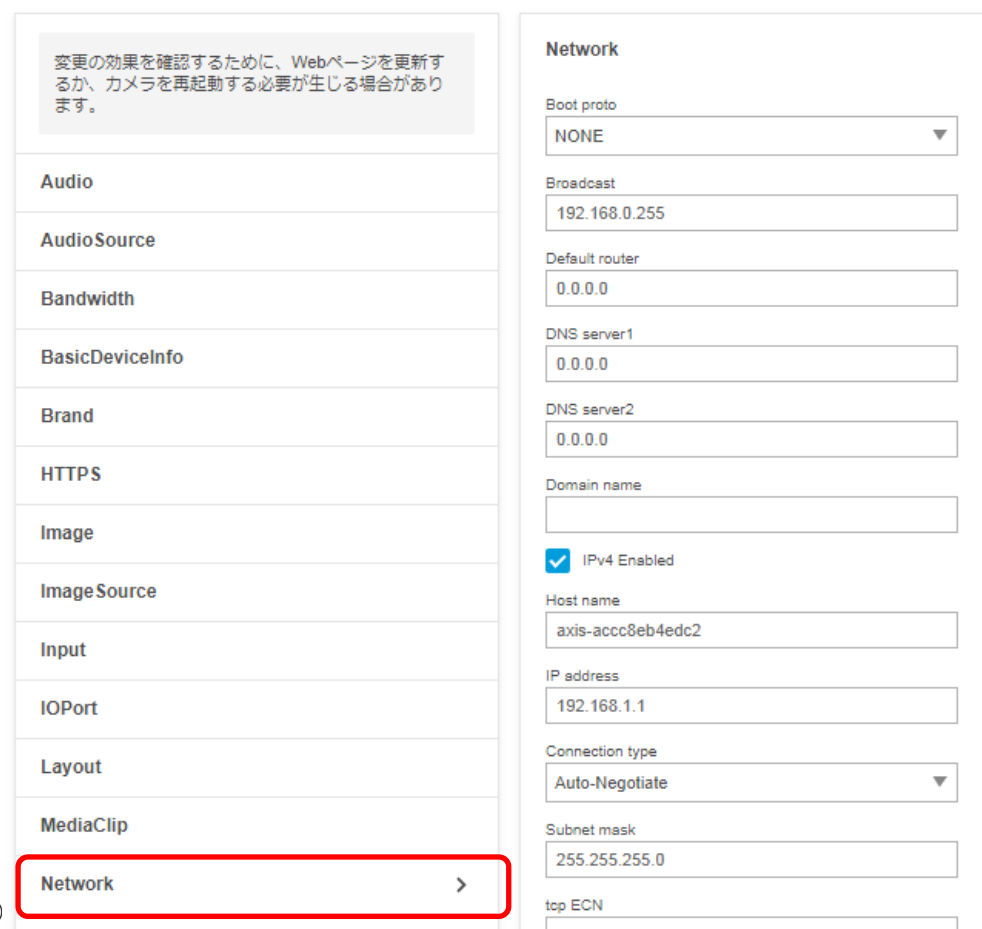 変更の効果を確認するために、Webページを更新す
るか、カメラを再起動する必要が生じる場合があり
ます。
Audio
AudioSource
Bandwidth
BasicDeviceInfo
Brand
HTTPS
Image
ImageSource
Input
IOPort
Layout
MediaClip
Network
)
Network
Boot proto
NONE
Broadcast
192.168.0.255
Default router
0.0.0.0
DNS server1
0.0.0.0
DNS server2
0.0.0.0
Domain name
IPv4 Enabled
Host name
axis-accc8eb4edc2
IP address
192.168.1.1
Connection type
Auto-Negotiate
Subnet mask
255.255.255.0
tcp ECN